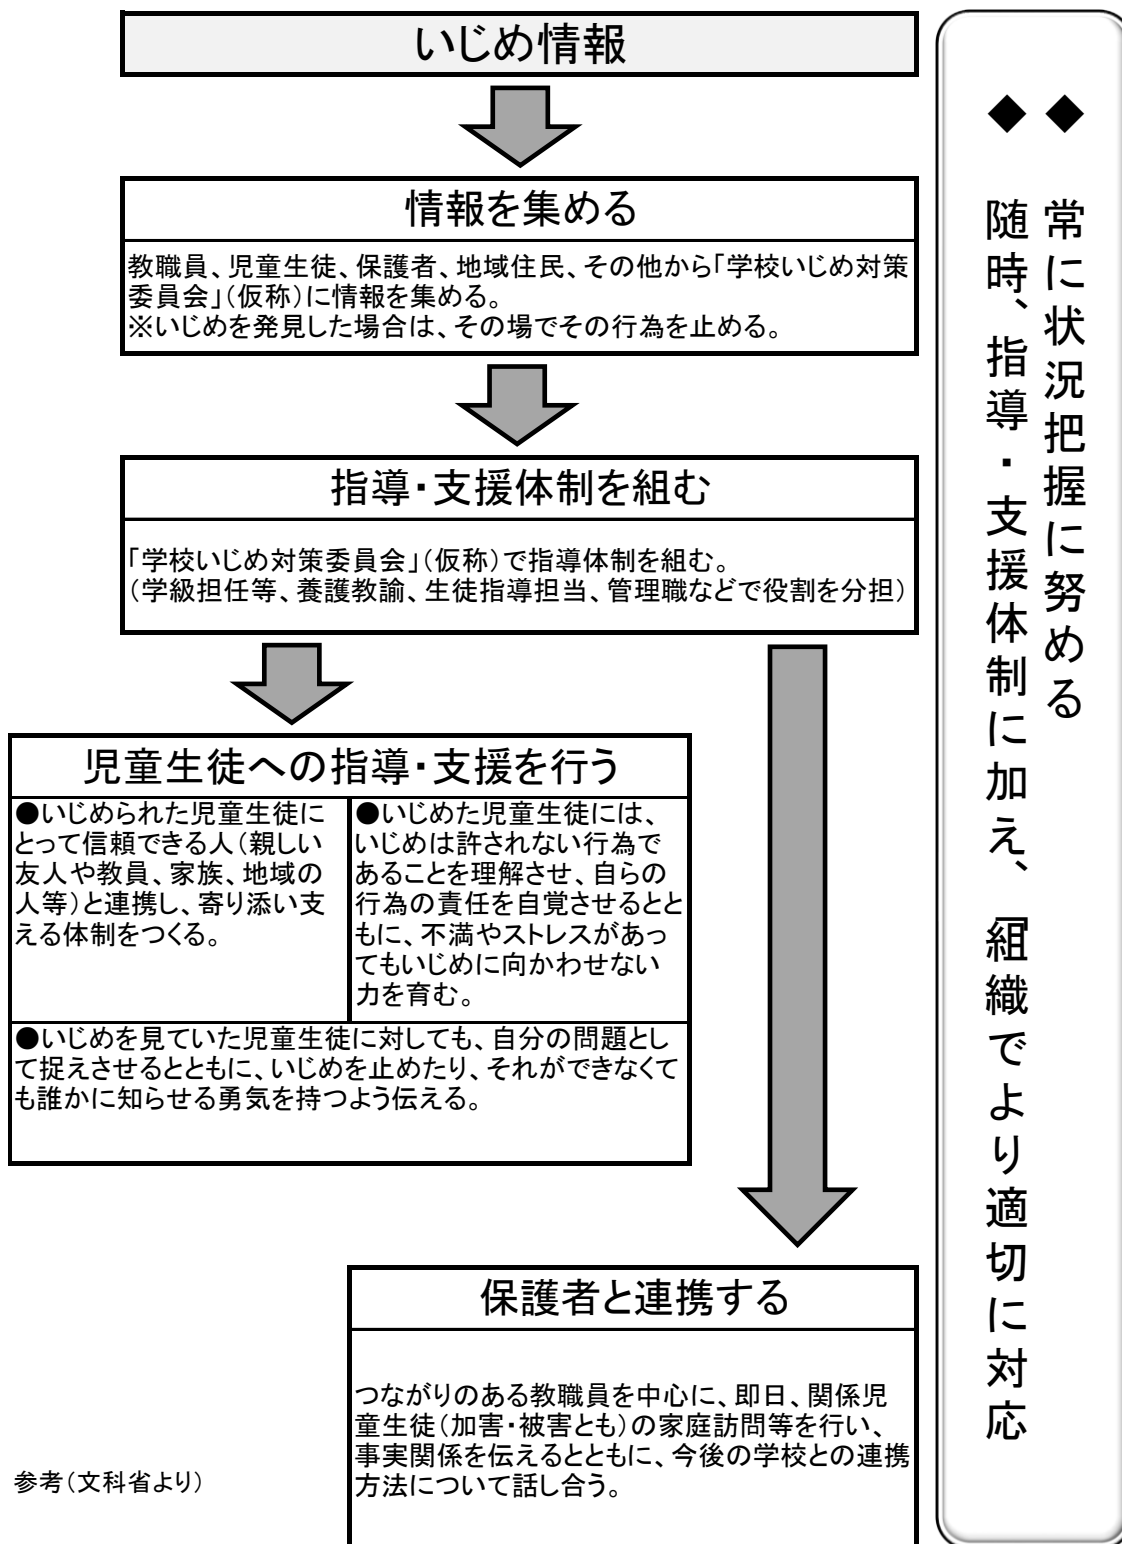 いじめ情報
情報を集める
教職員、児童生徒、保護者、地域住民、その他から「学校いじめ対策
委員会」（仮称）に情報を集める。
※いじめを発見した場合は、その場でその行為を止める。
指導・支援体制を組む
「学校いじめ対策委員会」（仮称）で指導体制を組む。
（学級担任等、養護教諭、生徒指導担当、管理職などで役割を分担）
児童生徒への指導・支援を行う
●いじめられた児童生徒に
とって信頼できる人（親しい
友人や教員、家族、地域の
人等）と連携し、寄り添い支
える体制をつくる。
●いじめた児童生徒には、
いじめは許されない行為で
あることを理解させ、自らの
行為の責任を自覚させるとと
もに、不満やストレスがあっ
てもいじめに向かわせない
力を育む。
●いじめを見ていた児童生徒に対しても、自分の問題とし
て捉えさせるとともに、いじめを止めたり、それができなくて
も誰かに知らせる勇気を持つよう伝える。
保護者と連携する
つながりのある教職員を中心に、即日、関係児
童生徒（加害・被害とも）の家庭訪問等を行い、
事実関係を伝えるとともに、今後の学校との連携
方法について話し合う。
参考（文科省より）
◆ 常に状況把握に努める
◆ 随時、指導・支援体制に加え、「組織でより適切に対応